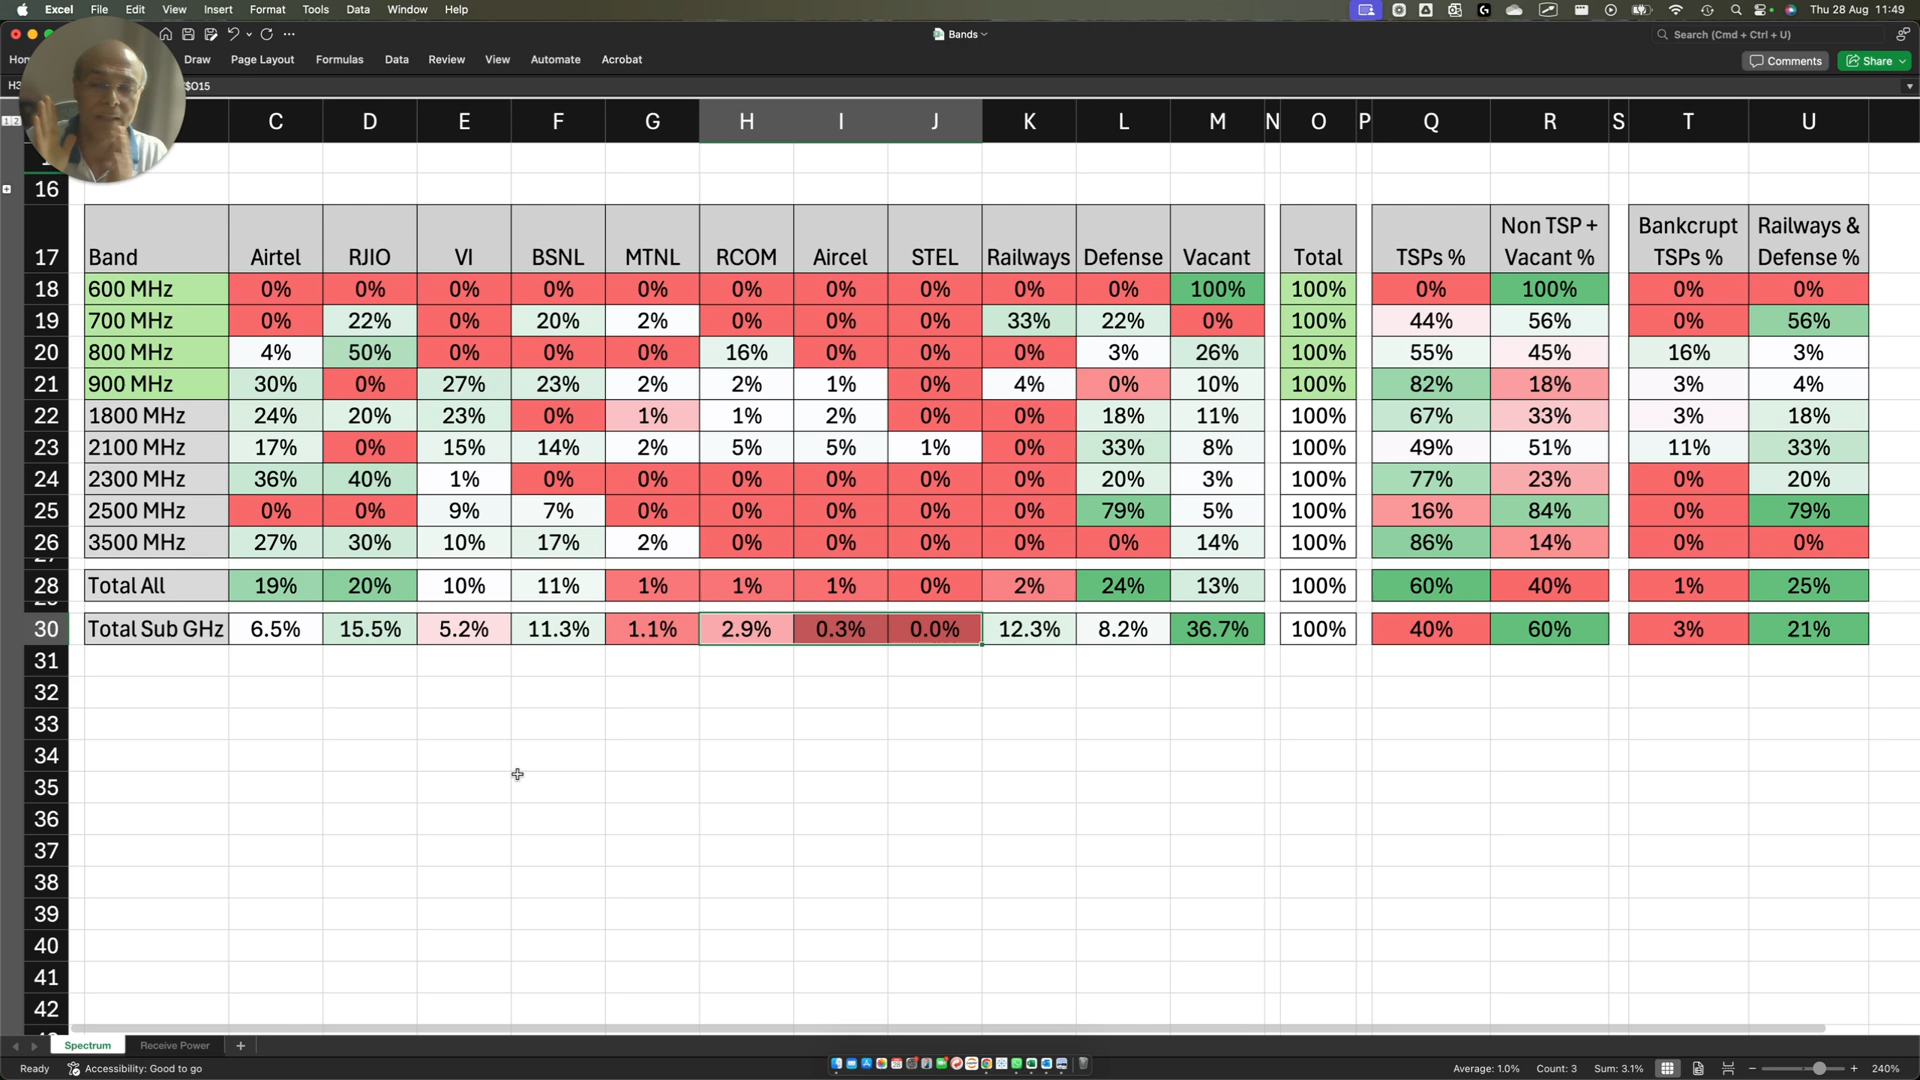 Excel File Edit View Insert Format Tools Data Window Help Thu 28 Aug 11:49
Bands Search (Cmd + Ctrl + U)
Draw Page Layout Formulas Data Review View Automate Acrobat Comments Share
$O15
C D E F G H I J K L M N O P Q R S T U
1 2
16
17 Band Airtel RJIO VI BSNL MTNL RCOM Aircel STEL Railways Defense Vacant Total TSPs % Non TSP + Vacant % Bankcrupt TSPs % Railways & Defense %
18 600 MHz 0% 0% 0% 0% 0% 0% 0% 0% 0% 0% 100% 100% 0% 100% 0% 0%
19 700 MHz 0% 22% 0% 20% 2% 0% 0% 0% 33% 22% 0% 100% 44% 56% 0% 56%
20 800 MHz 4% 50% 0% 0% 0% 16% 0% 0% 0% 3% 26% 100% 55% 45% 16% 3%
21 900 MHz 30% 0% 27% 23% 2% 2% 1% 0% 4% 0% 10% 100% 82% 18% 3% 4%
22 1800 MHz 24% 20% 23% 0% 1% 1% 2% 0% 0% 18% 11% 100% 67% 33% 3% 18%
23 2100 MHz 17% 0% 15% 14% 2% 5% 5% 1% 0% 33% 8% 100% 49% 51% 11% 33%
24 2300 MHz 36% 40% 1% 0% 0% 0% 0% 0% 0% 20% 3% 100% 77% 23% 0% 20%
25 2500 MHz 0% 0% 9% 7% 0% 0% 0% 0% 0% 79% 5% 100% 16% 84% 0% 79%
26 3500 MHz 27% 30% 10% 17% 2% 0% 0% 0% 0% 0% 14% 100% 86% 14% 0% 0%
28 Total All 19% 20% 10% 11% 1% 1% 1% 0% 2% 24% 13% 100% 60% 40% 1% 25%
30 Total Sub GHz 6.5% 15.5% 5.2% 11.3% 1.1% 2.9% 0.3% 0.0% 12.3% 8.2% 36.7% 100% 40% 60% 3% 21%
31
32
33
34
35
36
37
38
39
40
41
42
Spectrum Receive Power
Ready Accessibility: Good to go Average: 1.0% Count: 3 Sum: 3.1% 240%